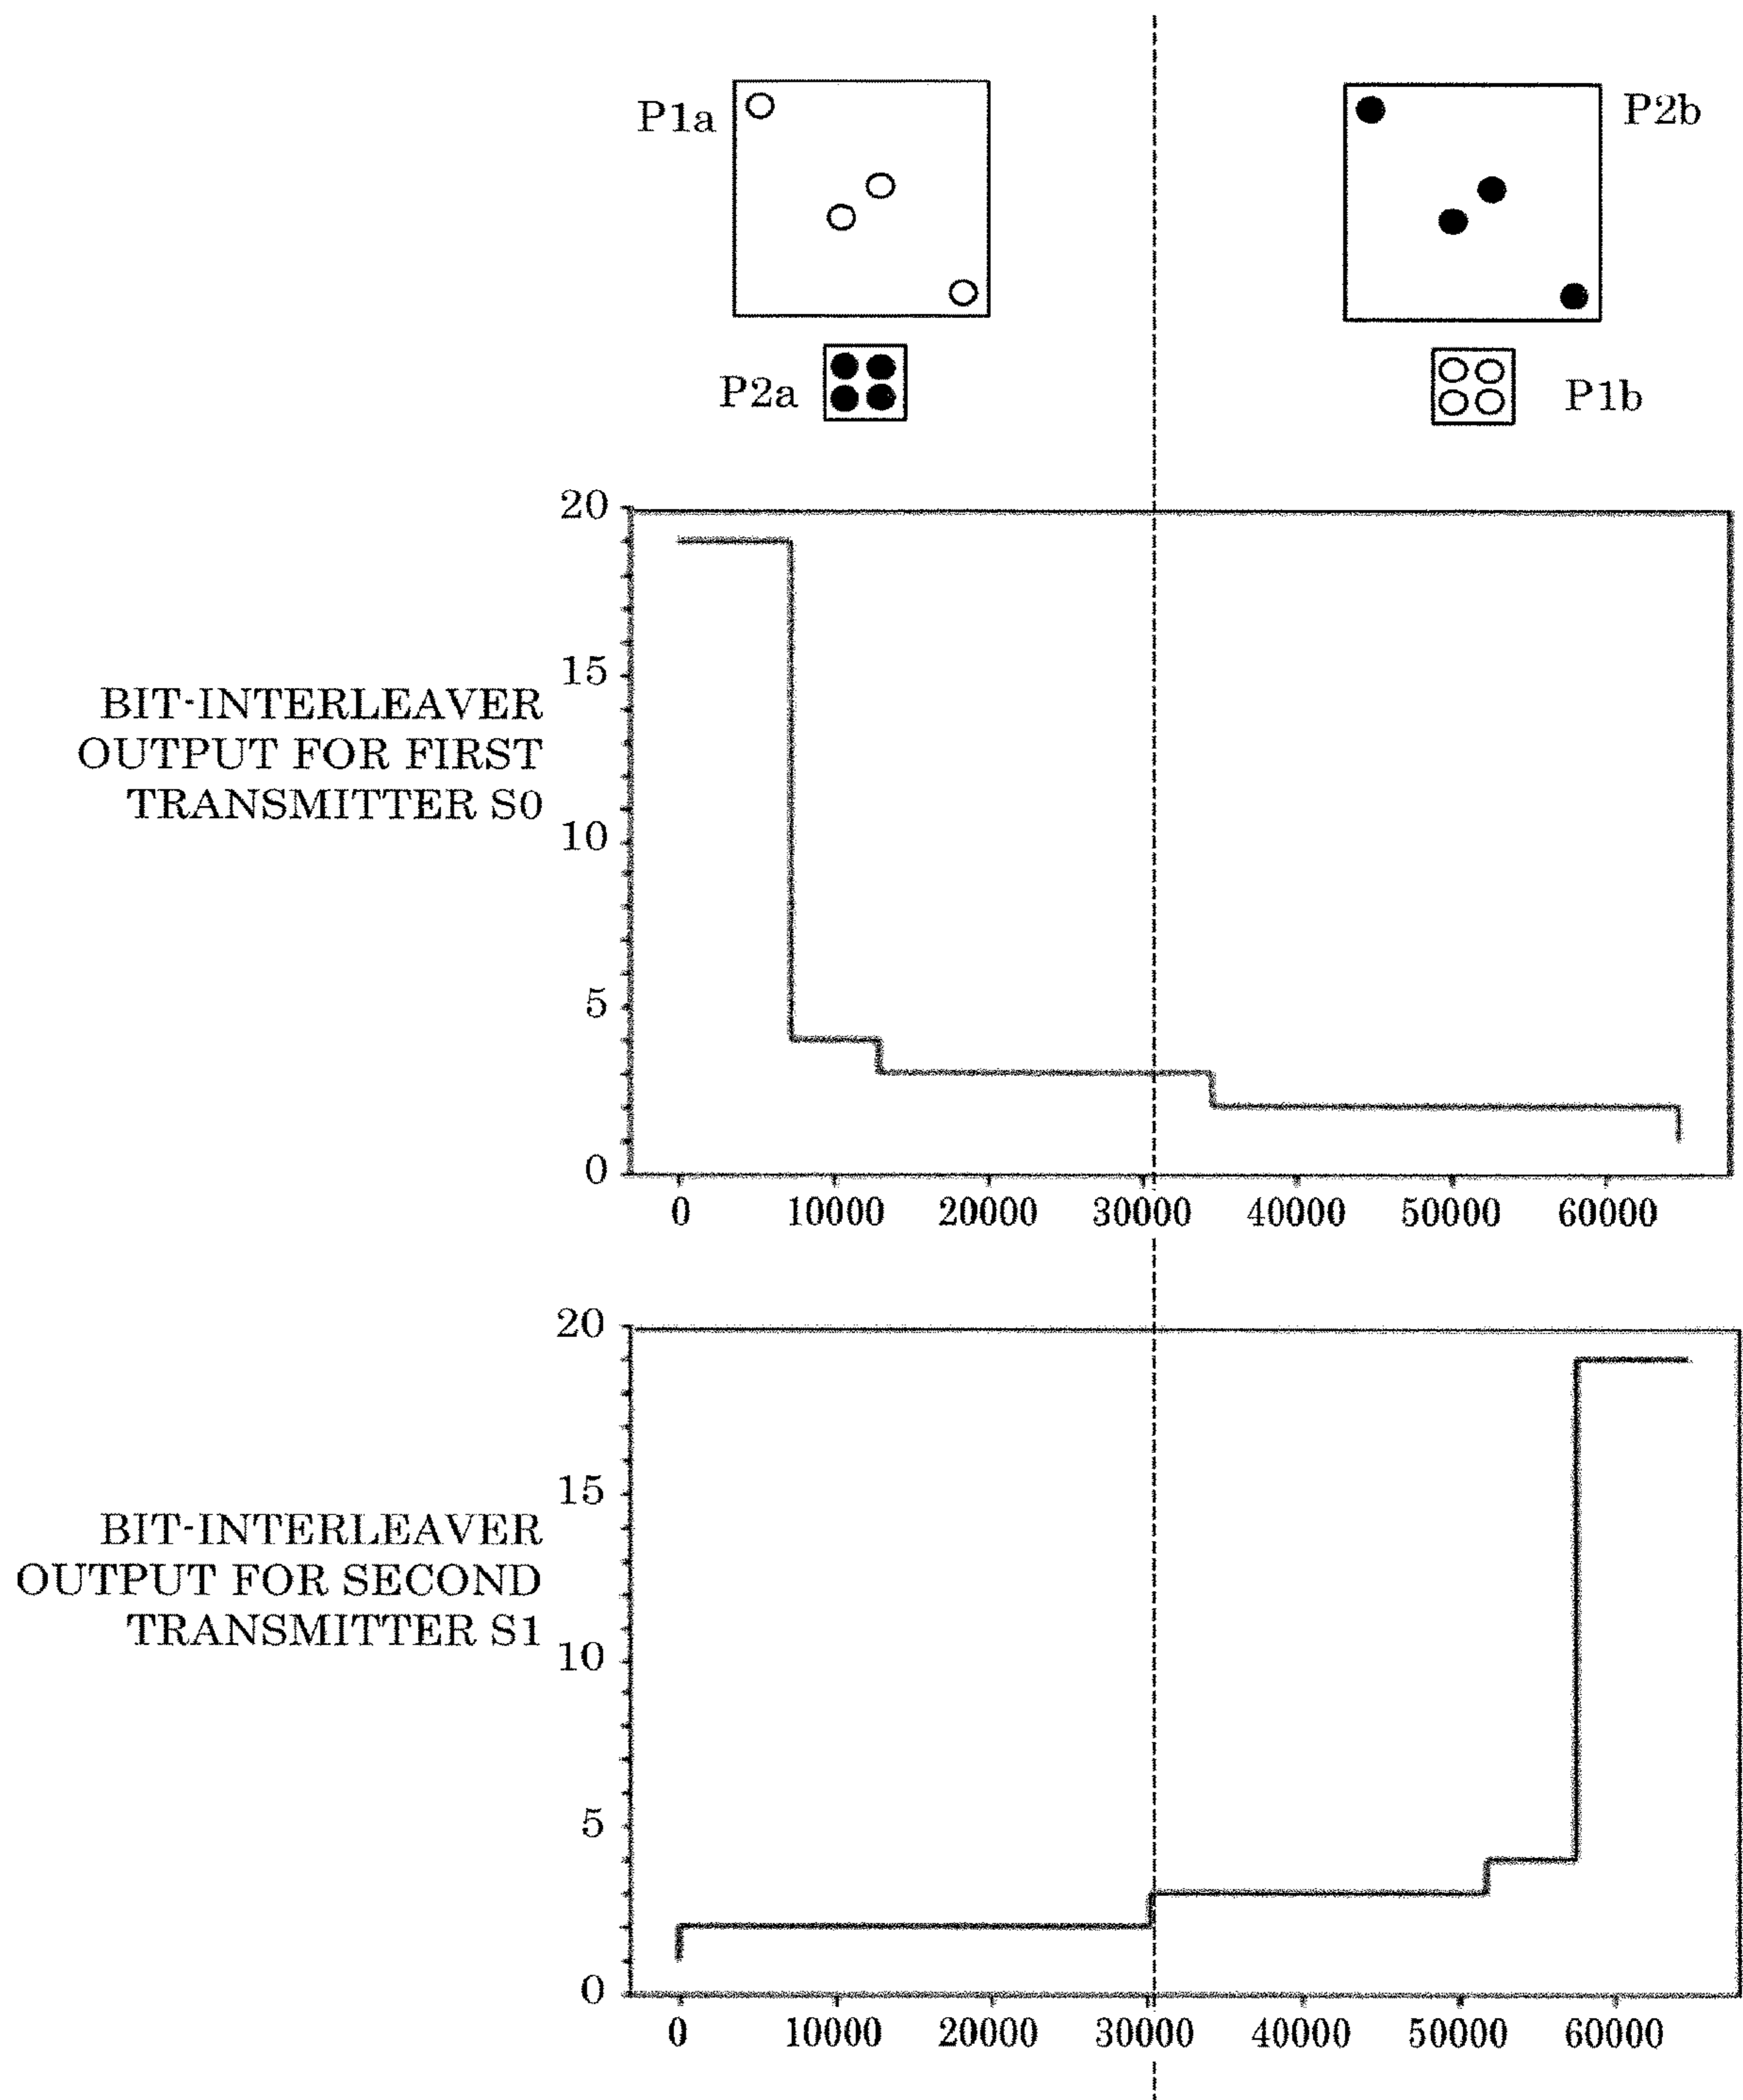 P1a
P2b
P2a
P1b
20
15
BIT-INTERLEAVER
OUTPUT FOR FIRST
TRANSMITTER S0
10
5
0
0 10000 20000 30000 40000 50000 60000
20
15
BIT-INTERLEAVER
OUTPUT FOR SECOND
TRANSMITTER S1
10
5
0
0 10000 20000 30000 40000 50000 60000